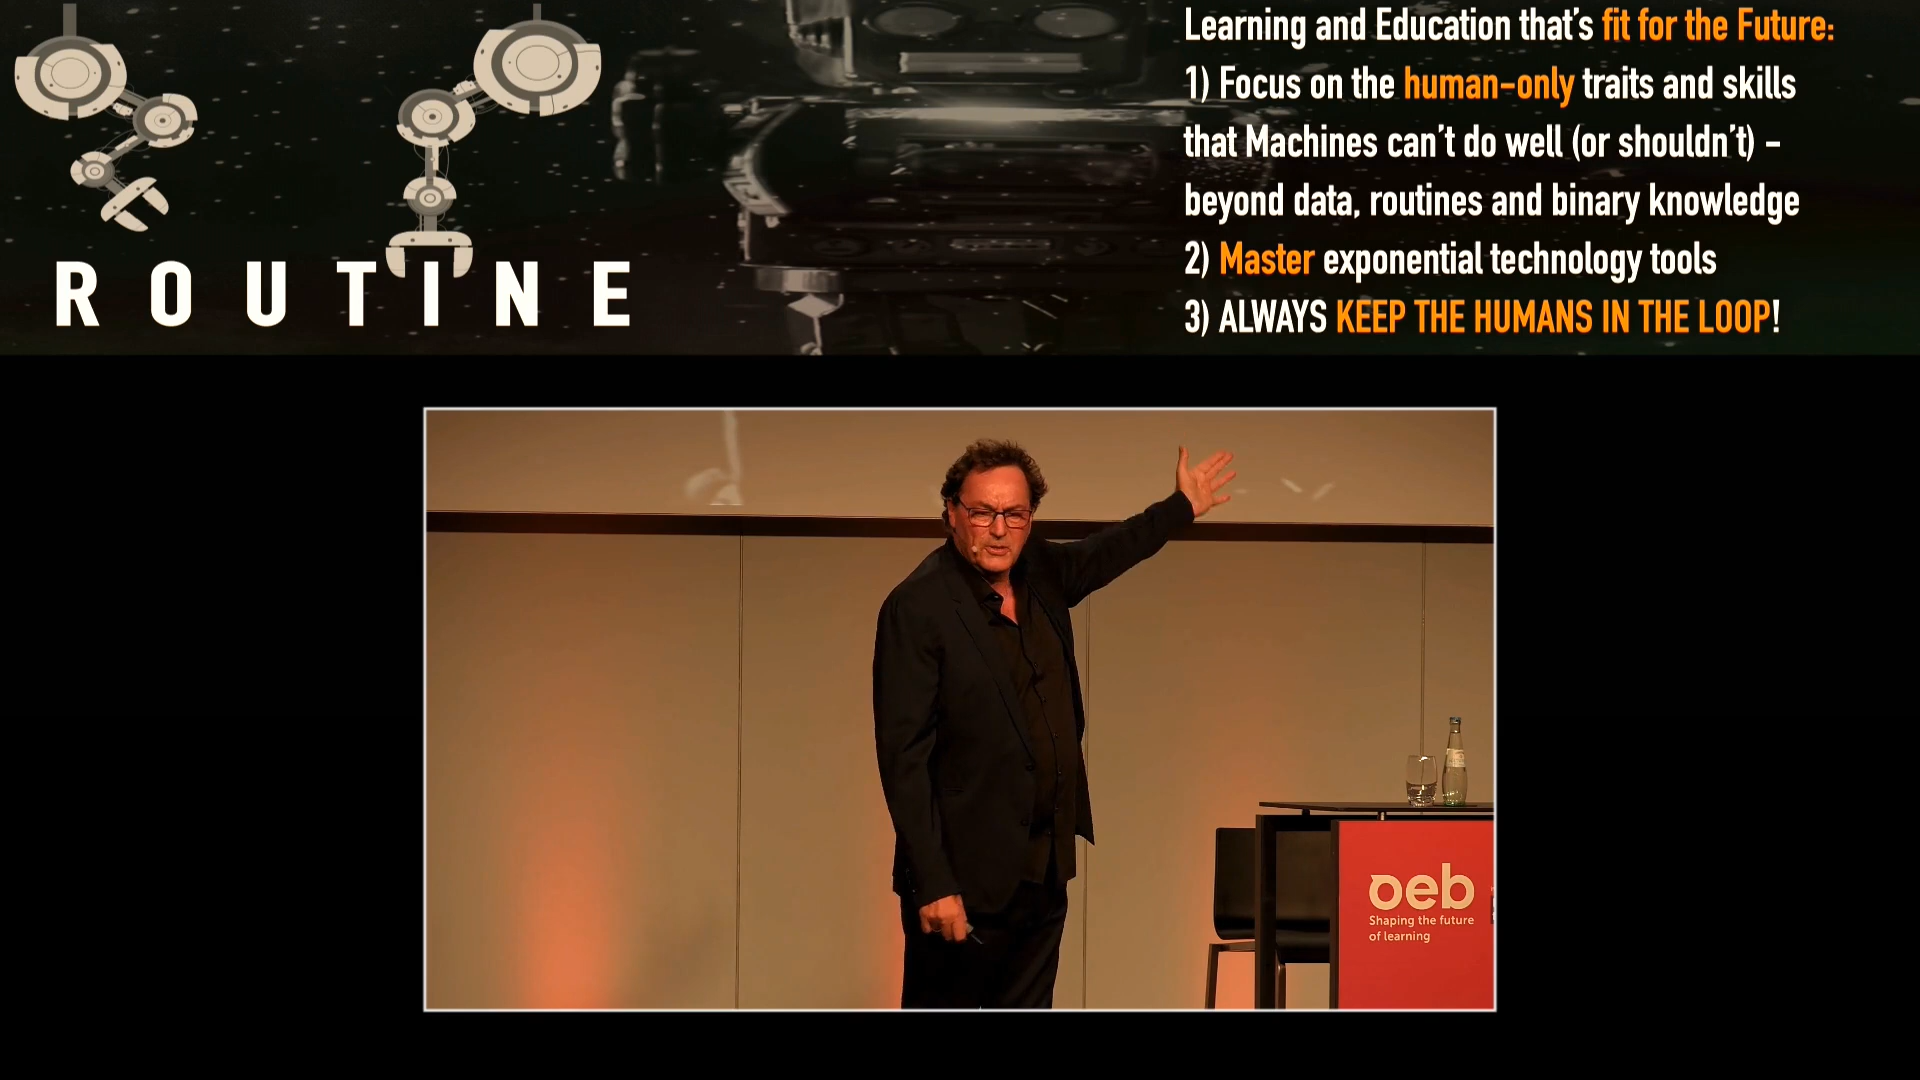 ROUTINE
Learning and Education that's fit for the Future:
1) Focus on the human-only traits and skills
that Machines can't do well (or shouldn't) –
beyond data, routines and binary knowledge
2) Master exponential technology tools
3) ALWAYS KEEP THE HUMANS IN THE LOOP!
oeb
Shaping the future
of learning